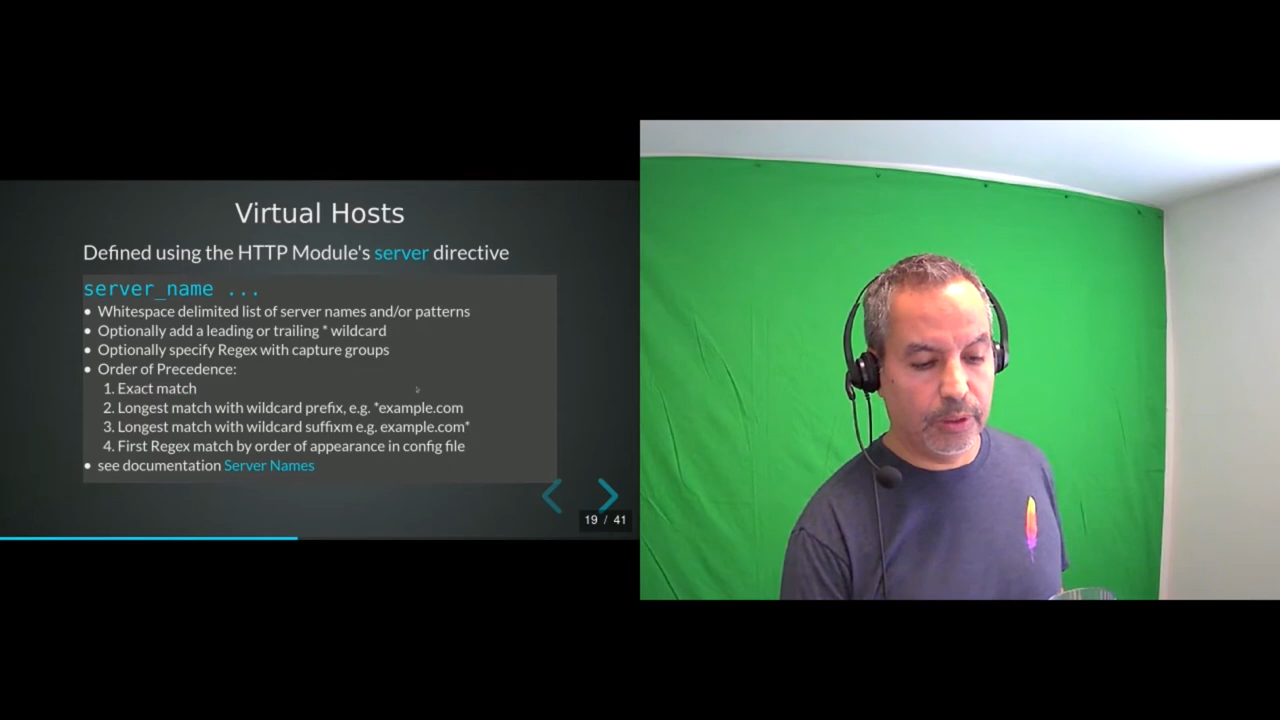 Virtual Hosts
Defined using the HTTP Module's server directive
server_name ...
• Whitespace delimited list of server names and/or patterns
• Optionally add a leading or trailing * wildcard
• Optionally specify Regex with capture groups
• Order of Precedence:
1. Exact match
2. Longest match with wildcard prefix, e.g. *example.com
3. Longest match with wildcard suffixm e.g. example.com*
4. First Regex match by order of appearance in config file
• see documentation Server Names
19 / 41